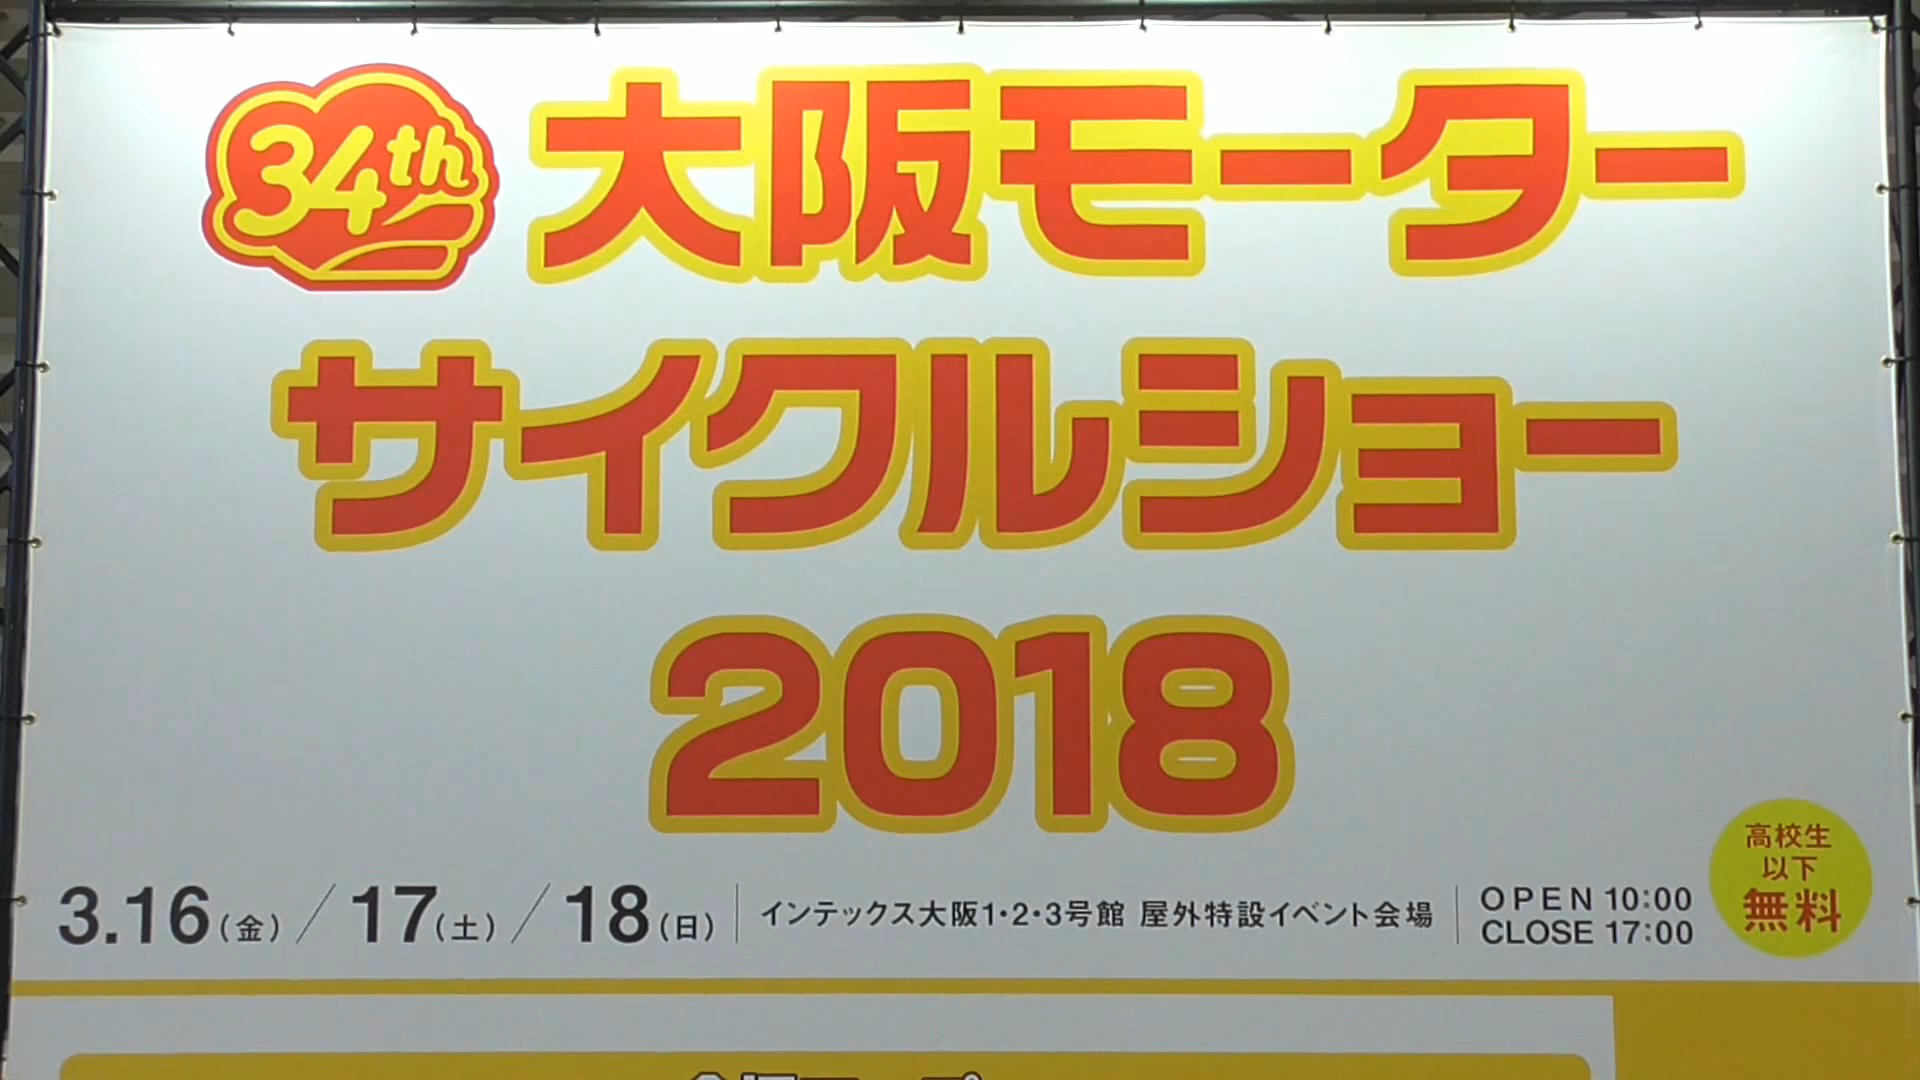 34th 大阪モーター
サイクルショー
2018
3.16(金)/17(土)/18(日) インテックス大阪1・2・3号館 屋外特設イベント会場
OPEN 10:00
CLOSE 17:00
高校生
以下
無料